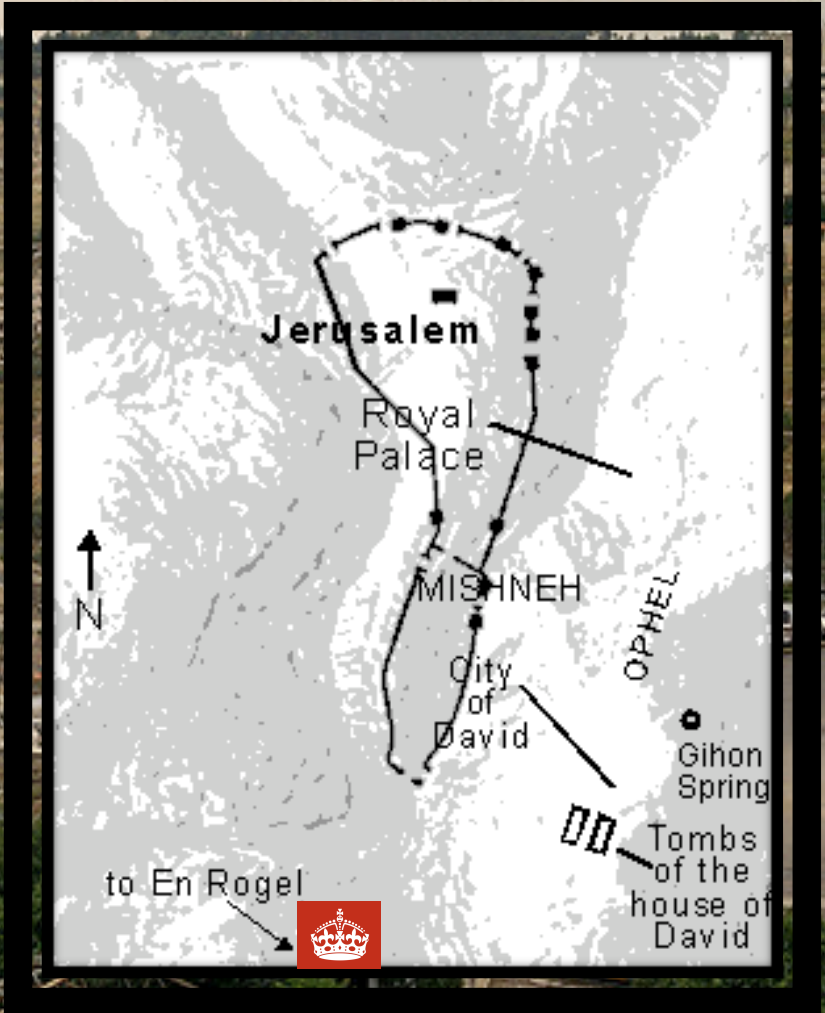 Jerusalem
Royal
Palace
N
MISHNEH
OPHEL
City
of
David
Gihon
Spring
Tombs
of the
house of
David
to En Rogel